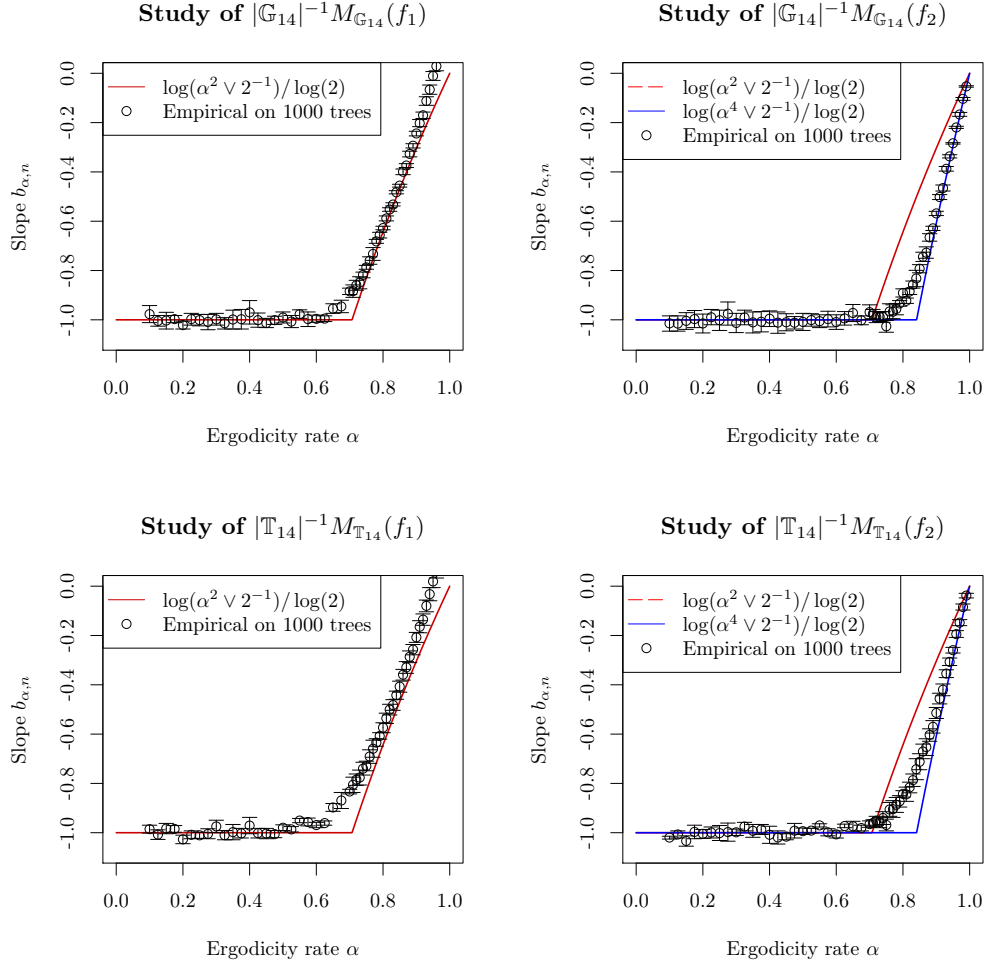 Study of |𝔾₁₄|⁻¹M_𝔾₁₄(f₁)
Slope b_α,n
0.0
-0.2
-0.4
-0.6
-0.8
-1.0
log(α² ∨ 2⁻¹)/ log(2)
Empirical on 1000 trees
0.0 0.2 0.4 0.6 0.8 1.0
Ergodicity rate α
Study of |𝔾₁₄|⁻¹M_𝔾₁₄(f₂)
Slope b_α,n
0.0
-0.2
-0.4
-0.6
-0.8
-1.0
log(α² ∨ 2⁻¹)/ log(2)
log(α⁴ ∨ 2⁻¹)/ log(2)
Empirical on 1000 trees
0.0 0.2 0.4 0.6 0.8 1.0
Ergodicity rate α
Study of |𝕋₁₄|⁻¹M_𝕋₁₄(f₁)
Slope b_α,n
0.0
-0.2
-0.4
-0.6
-0.8
-1.0
log(α² ∨ 2⁻¹)/ log(2)
Empirical on 1000 trees
0.0 0.2 0.4 0.6 0.8 1.0
Ergodicity rate α
Study of |𝕋₁₄|⁻¹M_𝕋₁₄(f₂)
Slope b_α,n
0.0
-0.2
-0.4
-0.6
-0.8
-1.0
log(α² ∨ 2⁻¹)/ log(2)
log(α⁴ ∨ 2⁻¹)/ log(2)
Empirical on 1000 trees
0.0 0.2 0.4 0.6 0.8 1.0
Ergodicity rate α